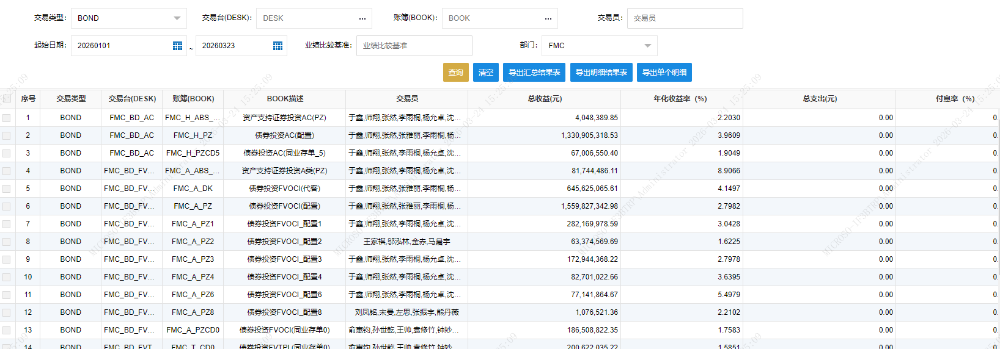 交易类型： BOND 交易台(DESK)： DESK ... 账簿(BOOK)： BOOK ... 交易员： 交易员
起始日期： 20260101 ~ 20260323 业绩比较基准： 业绩比较基准 部门： FMC
查询 清空 导出汇总结果表 导出明细结果表 导出单个明细
序号 交易类型 交易台(DESK) 账簿(BOOK) BOOK描述 交易员 总收益(元) 年化收益率（%） 总支出(元) 付息率（%）
1 BOND FMC_BD_AC FMC_H_ABS_... 资产支持证券投资AC(PZ) 于鑫,师翔,张然,李雨桐,杨允卓,沈... 4,048,389.85 2.2030 0.00 0.
2 BOND FMC_BD_AC FMC_H_PZ 债券投资AC(配置) 于鑫,师翔,张然,张雅丽,李雨桐,杨... 1,330,905,318.53 3.9609 0.00 0.
3 BOND FMC_BD_AC FMC_H_PZCD5 债券投资AC(同业存单_5) 于鑫,师翔,张然,李雨桐,杨允卓,沈... 67,006,550.40 1.9049 0.00 0.
4 BOND FMC_BD_FV... FMC_A_ABS_... 资产支持证券投资A类(PZ) 于鑫,师翔,张然,李雨桐,杨允卓,沈... 81,744,486.11 8.9066 0.00 0.
5 BOND FMC_BD_FV... FMC_A_DK 债券投资FVOCI(代客) 于鑫,师翔,张然,张雅丽,李雨桐,杨... 645,625,065.61 4.1497 0.00 0.
6 BOND FMC_BD_FV... FMC_A_PZ 债券投资FVOCI(配置) 于鑫,师翔,张然,张雅丽,李雨桐,杨... 1,559,827,342.98 2.7982 0.00 0.
7 BOND FMC_BD_FV... FMC_A_PZ1 债券投资FVOCI_配置1 于鑫,师翔,张然,李雨桐,杨允卓,沈... 282,169,978.59 3.0428 0.00 0.
8 BOND FMC_BD_FV... FMC_A_PZ2 债券投资FVOCI_配置2 王家祺,邬泓林,金赤,马晨宇 63,374,569.69 1.6225 0.00 0.
9 BOND FMC_BD_FV... FMC_A_PZ3 债券投资FVOCI_配置3 于鑫,师翔,张然,李雨桐,杨允卓,沈... 172,944,368.22 2.7978 0.00 0.
10 BOND FMC_BD_FV... FMC_A_PZ4 债券投资FVOCI_配置4 于鑫,师翔,张然,李雨桐,杨允卓,沈... 82,701,022.66 3.6395 0.00 0.
11 BOND FMC_BD_FV... FMC_A_PZ6 债券投资FVOCI_配置6 于鑫,师翔,张然,李雨桐,杨允卓,沈... 77,141,864.67 5.4979 0.00 0.
12 BOND FMC_BD_FV... FMC_A_PZ8 债券投资FVOCI_配置8 刘凤铭,宋曼,左思,张振宇,熊丹薇 1,076,521.36 2.2102 0.00 0.
13 BOND FMC_BD_FV... FMC_A_PZCD0 债券投资FVOCI(同业存单0) 俞惠钧,孙世乾,王帅,袁修竹,钟妙... 186,508,822.35 1.7583 0.00 0.
14 BOND FMC_BD_FVT... FMC_T_CD0 债券投资FVTPL(同业存单0) 俞惠钧,孙世乾,王帅,袁修竹,钟妙... 200,622,035.22 1.5851 0.00 0.